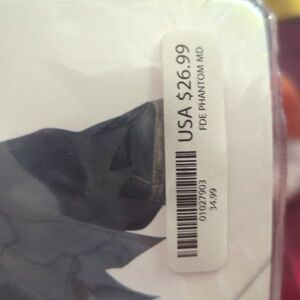 USA $26.99
FDE PHANTOM MD
01027903
34.99